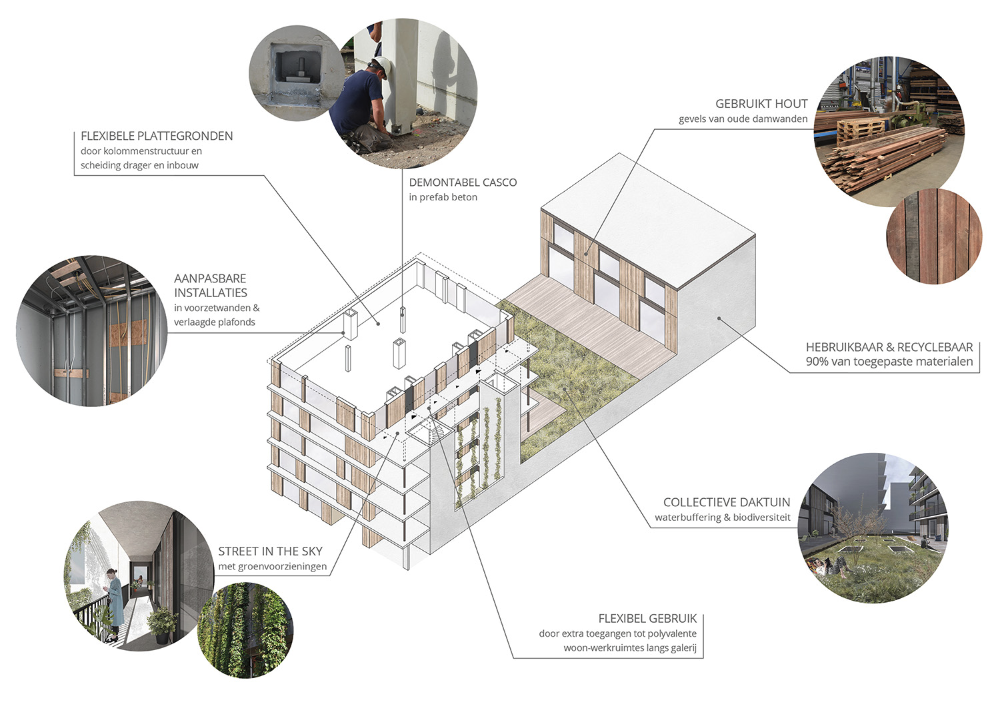 FLEXIBELE PLATTEGRONDEN
door kolommenstructuur en
scheiding drager en inbouw
DEMONTABEL CASCO
in prefab beton
GEBRUIKT HOUT
gevels van oude damwanden
AANPASBARE
INSTALLATIES
in voorzetwanden &
verlaagde plafonds
HEBRUIKBAAR & RECYCLEBAAR
90% van toegepaste materialen
COLLECTIEVE DAKTUIN
waterbuffering & biodiversiteit
STREET IN THE SKY
met groenvoorzieningen
FLEXIBEL GEBRUIK
door extra toegangen tot polyvalente
woon-werkruimtes langs galerij